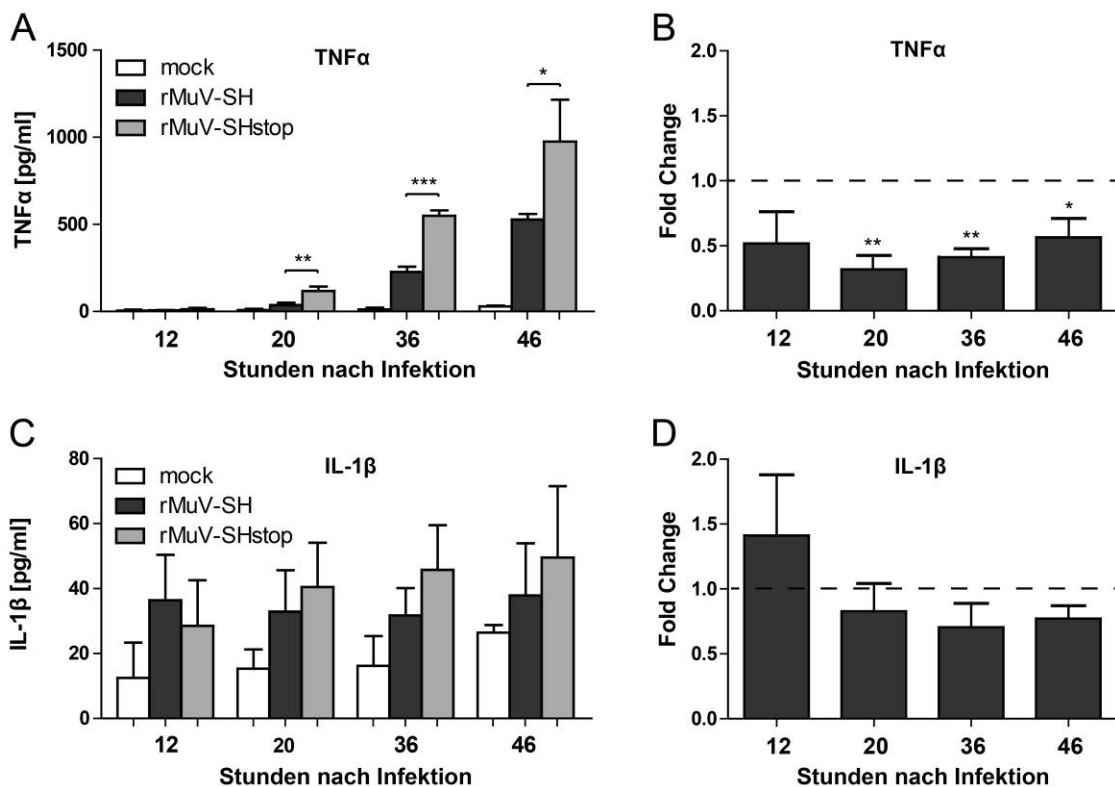 A
TNFα
TNFα [pg/ml]
1500
1000
500
0
mock
rMuV-SH
rMuV-SHstop
**
***
*
12 20 36 46
Stunden nach Infektion
B
TNFα
Fold Change
2.0
1.5
1.0
0.5
0.0
** ** *
12 20 36 46
Stunden nach Infektion
C
IL-1β
IL-1β [pg/ml]
80
60
40
20
0
mock
rMuV-SH
rMuV-SHstop
12 20 36 46
Stunden nach Infektion
D
IL-1β
Fold Change
2.0
1.5
1.0
0.5
0.0
12 20 36 46
Stunden nach Infektion